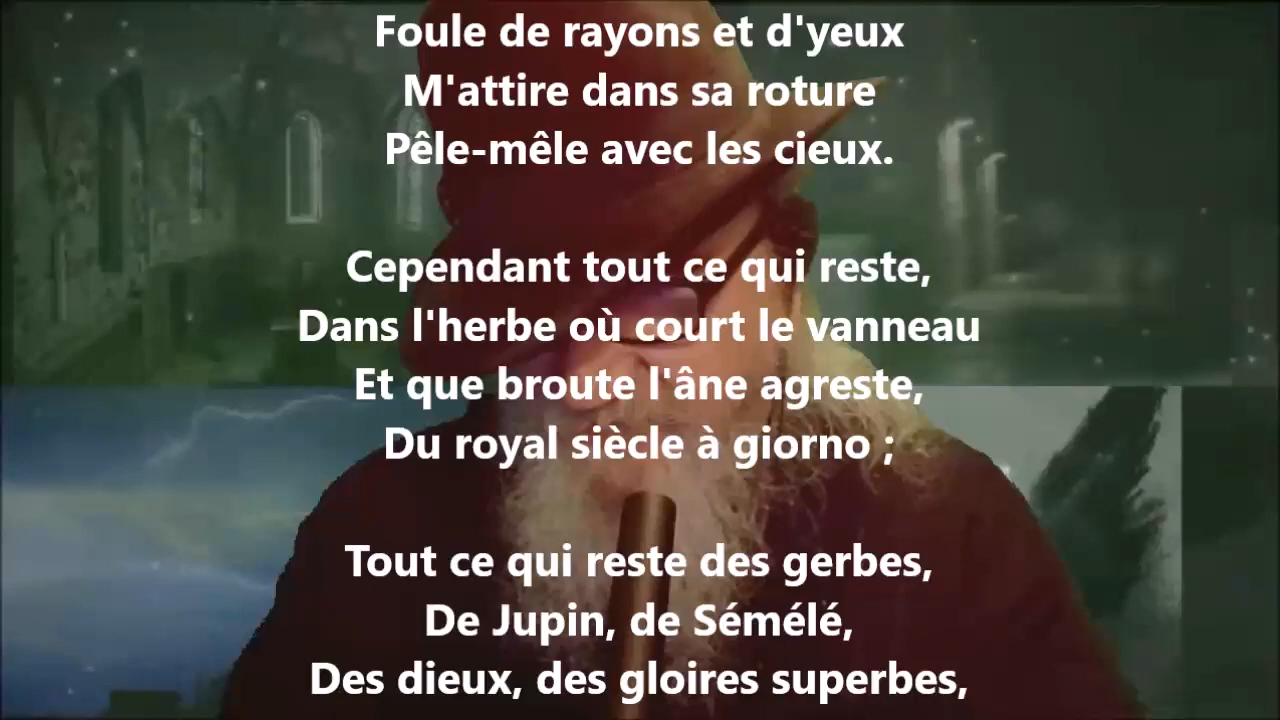 Foule de rayons et d'yeux
M'attire dans sa roture
Pêle-mêle avec les cieux.
Cependant tout ce qui reste,
Dans l'herbe où court le vanneau
Et que broute l'âne agreste,
Du royal siècle à giorno ;
Tout ce qui reste des gerbes,
De Jupin, de Sémélé,
Des dieux, des gloires superbes,